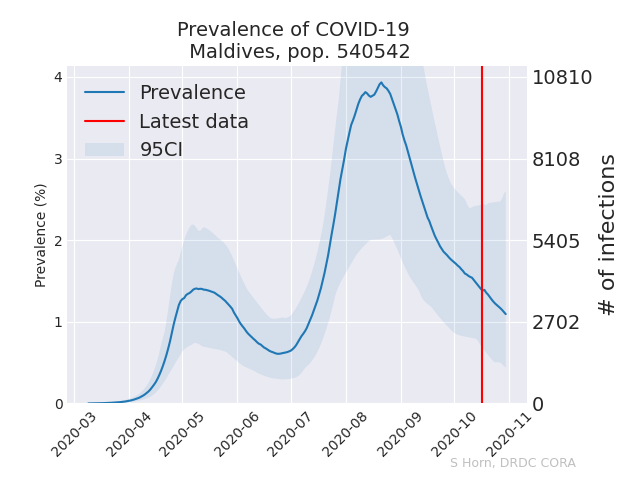 Prevalence of COVID-19
Maldives, pop. 540542
Prevalence
Latest data
95CI
Prevalence (%)
4
3
2
1
0
10810
8108
5405
2702
0
# of infections
2020-03
2020-04
2020-05
2020-06
2020-07
2020-08
2020-09
2020-10
2020-11
S Horn, DRDC CORA